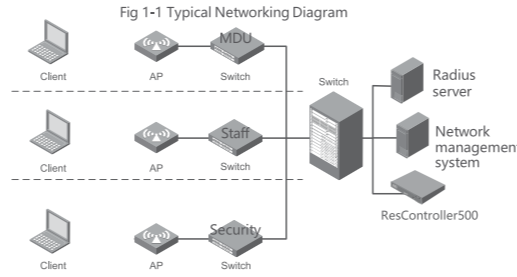 Fig 1-1 Typical Networking Diagram
MDU
Client
AP
Switch
Switch
Radius
server
Staff
Network
management
system
Client
AP
Switch
ResController500
Security
Client
AP
Switch